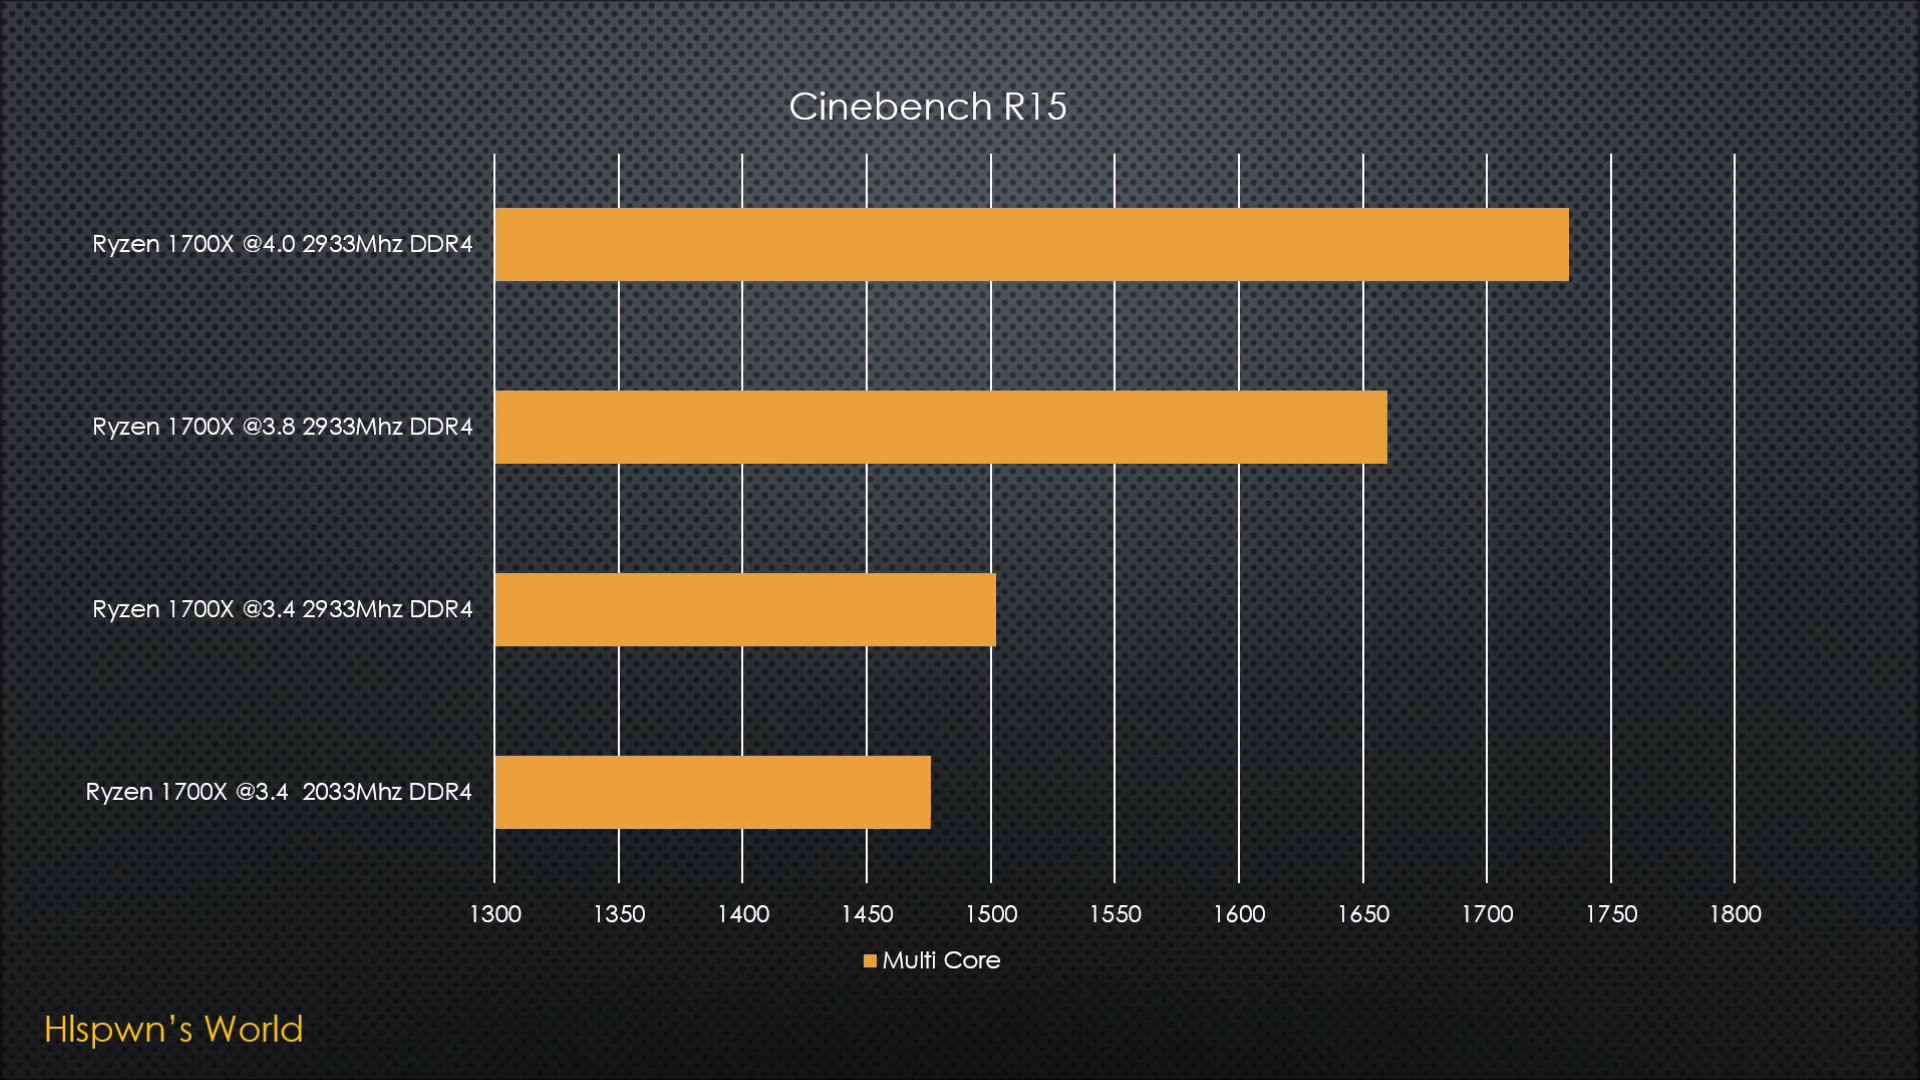 Cinebench R15
Ryzen 1700X @4.0 2933Mhz DDR4
Ryzen 1700X @3.8 2933Mhz DDR4
Ryzen 1700X @3.4 2933Mhz DDR4
Ryzen 1700X @3.4  2033Mhz DDR4
1300 1350 1400 1450 1500 1550 1600 1650 1700 1750 1800
Multi Core
Hlspwn’s World